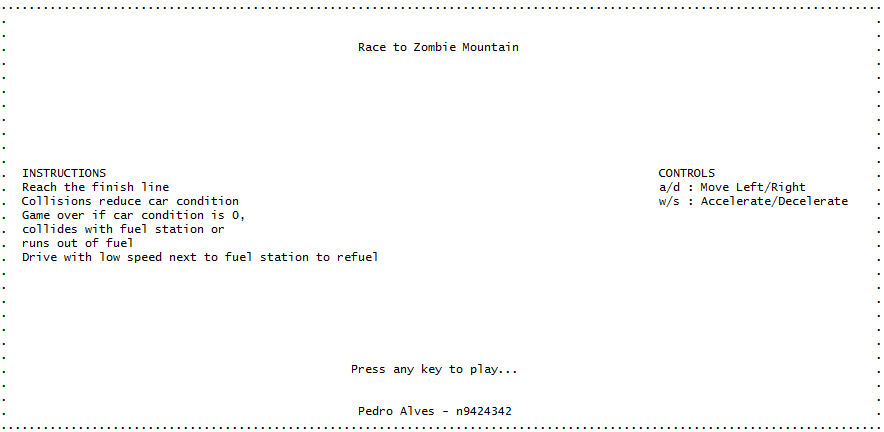 Race to Zombie Mountain
INSTRUCTIONS
Reach the finish line
Collisions reduce car condition
Game over if car condition is 0,
collides with fuel station or
runs out of fuel
Drive with low speed next to fuel station to refuel
CONTROLS
a/d : Move Left/Right
w/s : Accelerate/Decelerate
Press any key to play...
Pedro Alves - n9424342